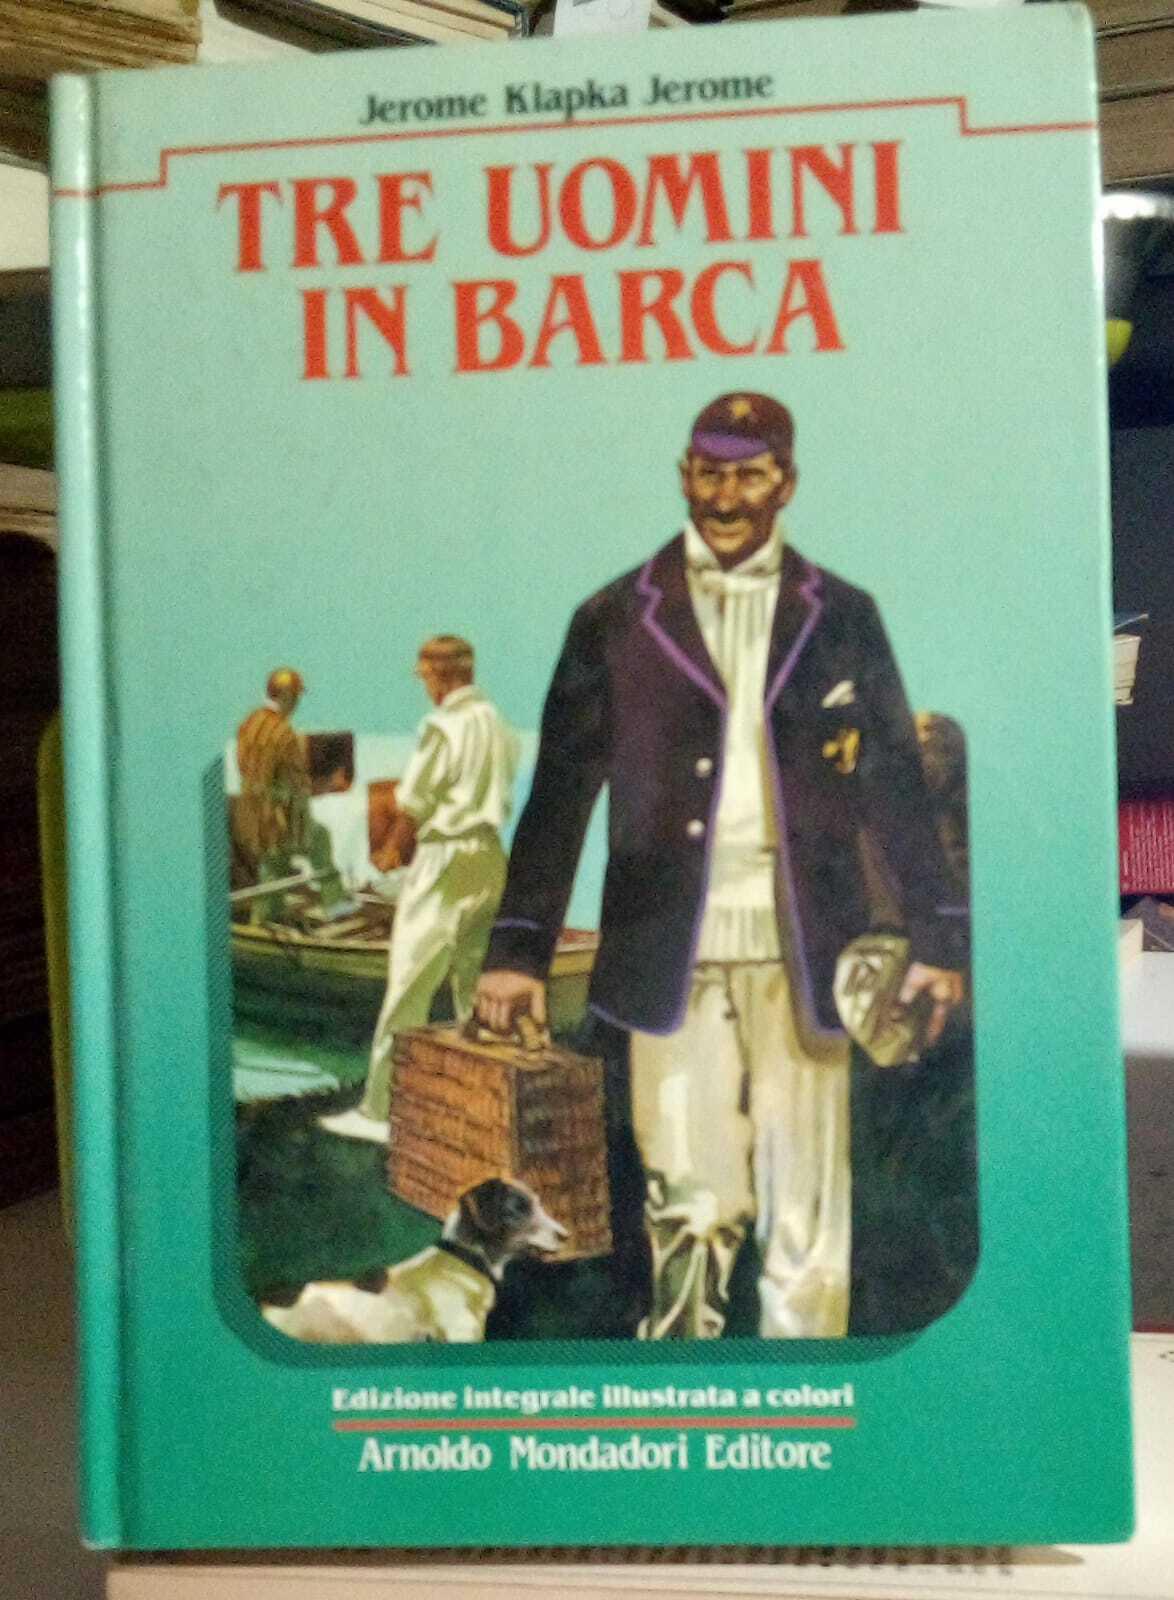 Jerome Klapka Jerome
TRE UOMINI
IN BARCA
Edizione integrale illustrata a colori
Arnoldo Mondadori Editore